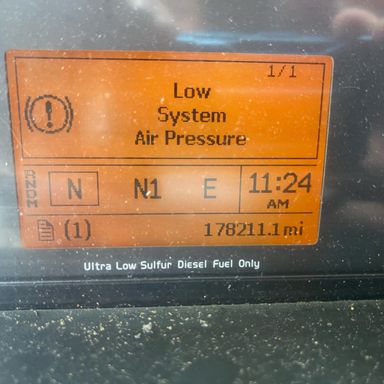 1/1
Low
System
Air Pressure
RNDM N N1 E 11:24
AM
(1) 178211.1mi
Ultra Low Sulfur Diesel Fuel Only